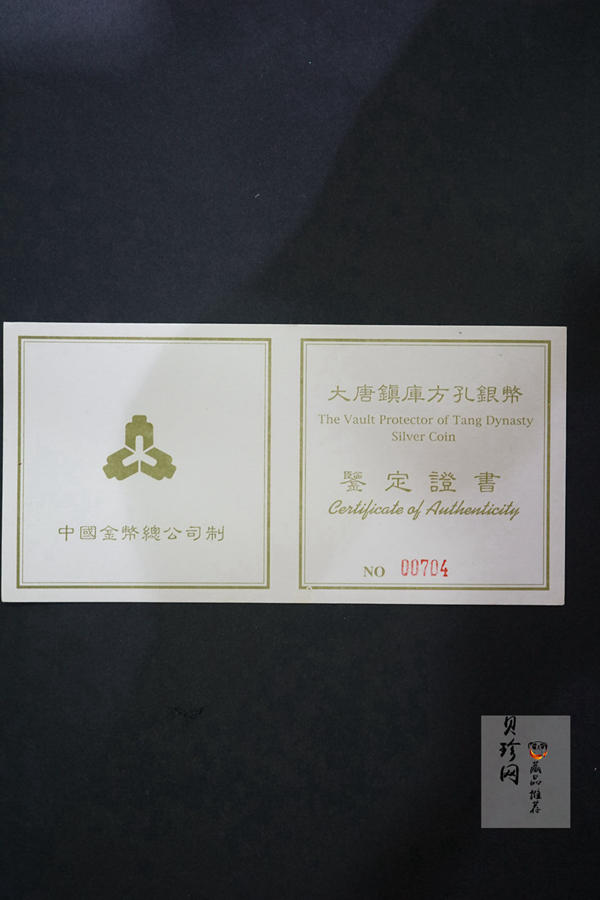 中國金幣總公司制
大唐鎮庫方孔銀幣
The Vault Protector of Tang Dynasty
Silver Coin
鑒定證書
Certificate of Authenticity
NO 00704
贝珍网
藏品推荐